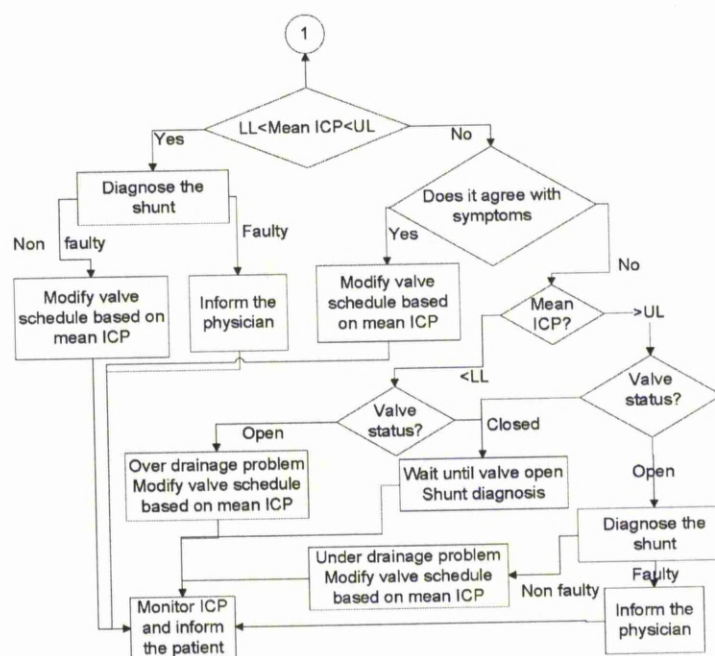 1
LL<Mean ICP<UL
Yes
No
Diagnose the
shunt
Does it agree with
symptoms
Non faulty
Faulty
Yes
No
Modify valve
schedule based on
mean ICP
Inform the
physician
Modify valve
schedule based
on mean ICP
Mean
ICP?
>UL
<LL
Valve
status?
Valve
status?
Open
Closed
Open
Over drainage problem
Modify valve schedule
based on mean ICP
Wait until valve open
Shunt diagnosis
Diagnose the
shunt
Under drainage problem
Modify valve schedule
based on mean ICP
Non faulty
Faulty
Monitor ICP
and inform
the patient
Inform the
physician